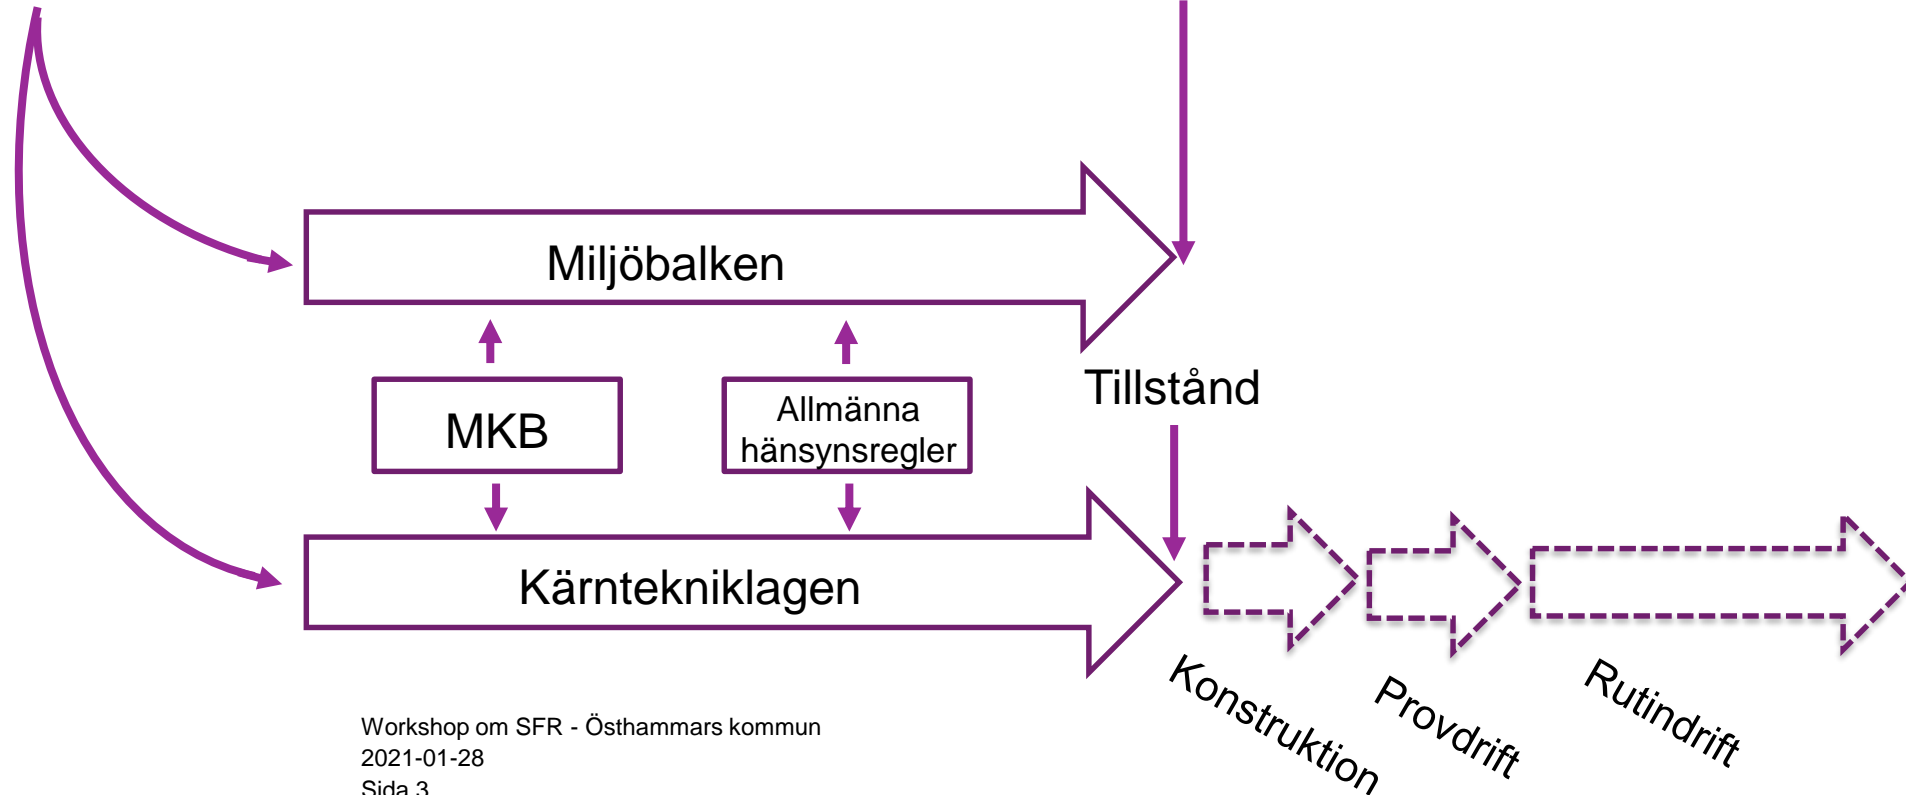 Miljöbalken
MKB
Allmänna
hänsynsregler
Tillstånd
Kärntekniklagen
Konstruktion
Provdrift
Rutindrift
Workshop om SFR - Östhammars kommun
2021-01-28
Sida 3